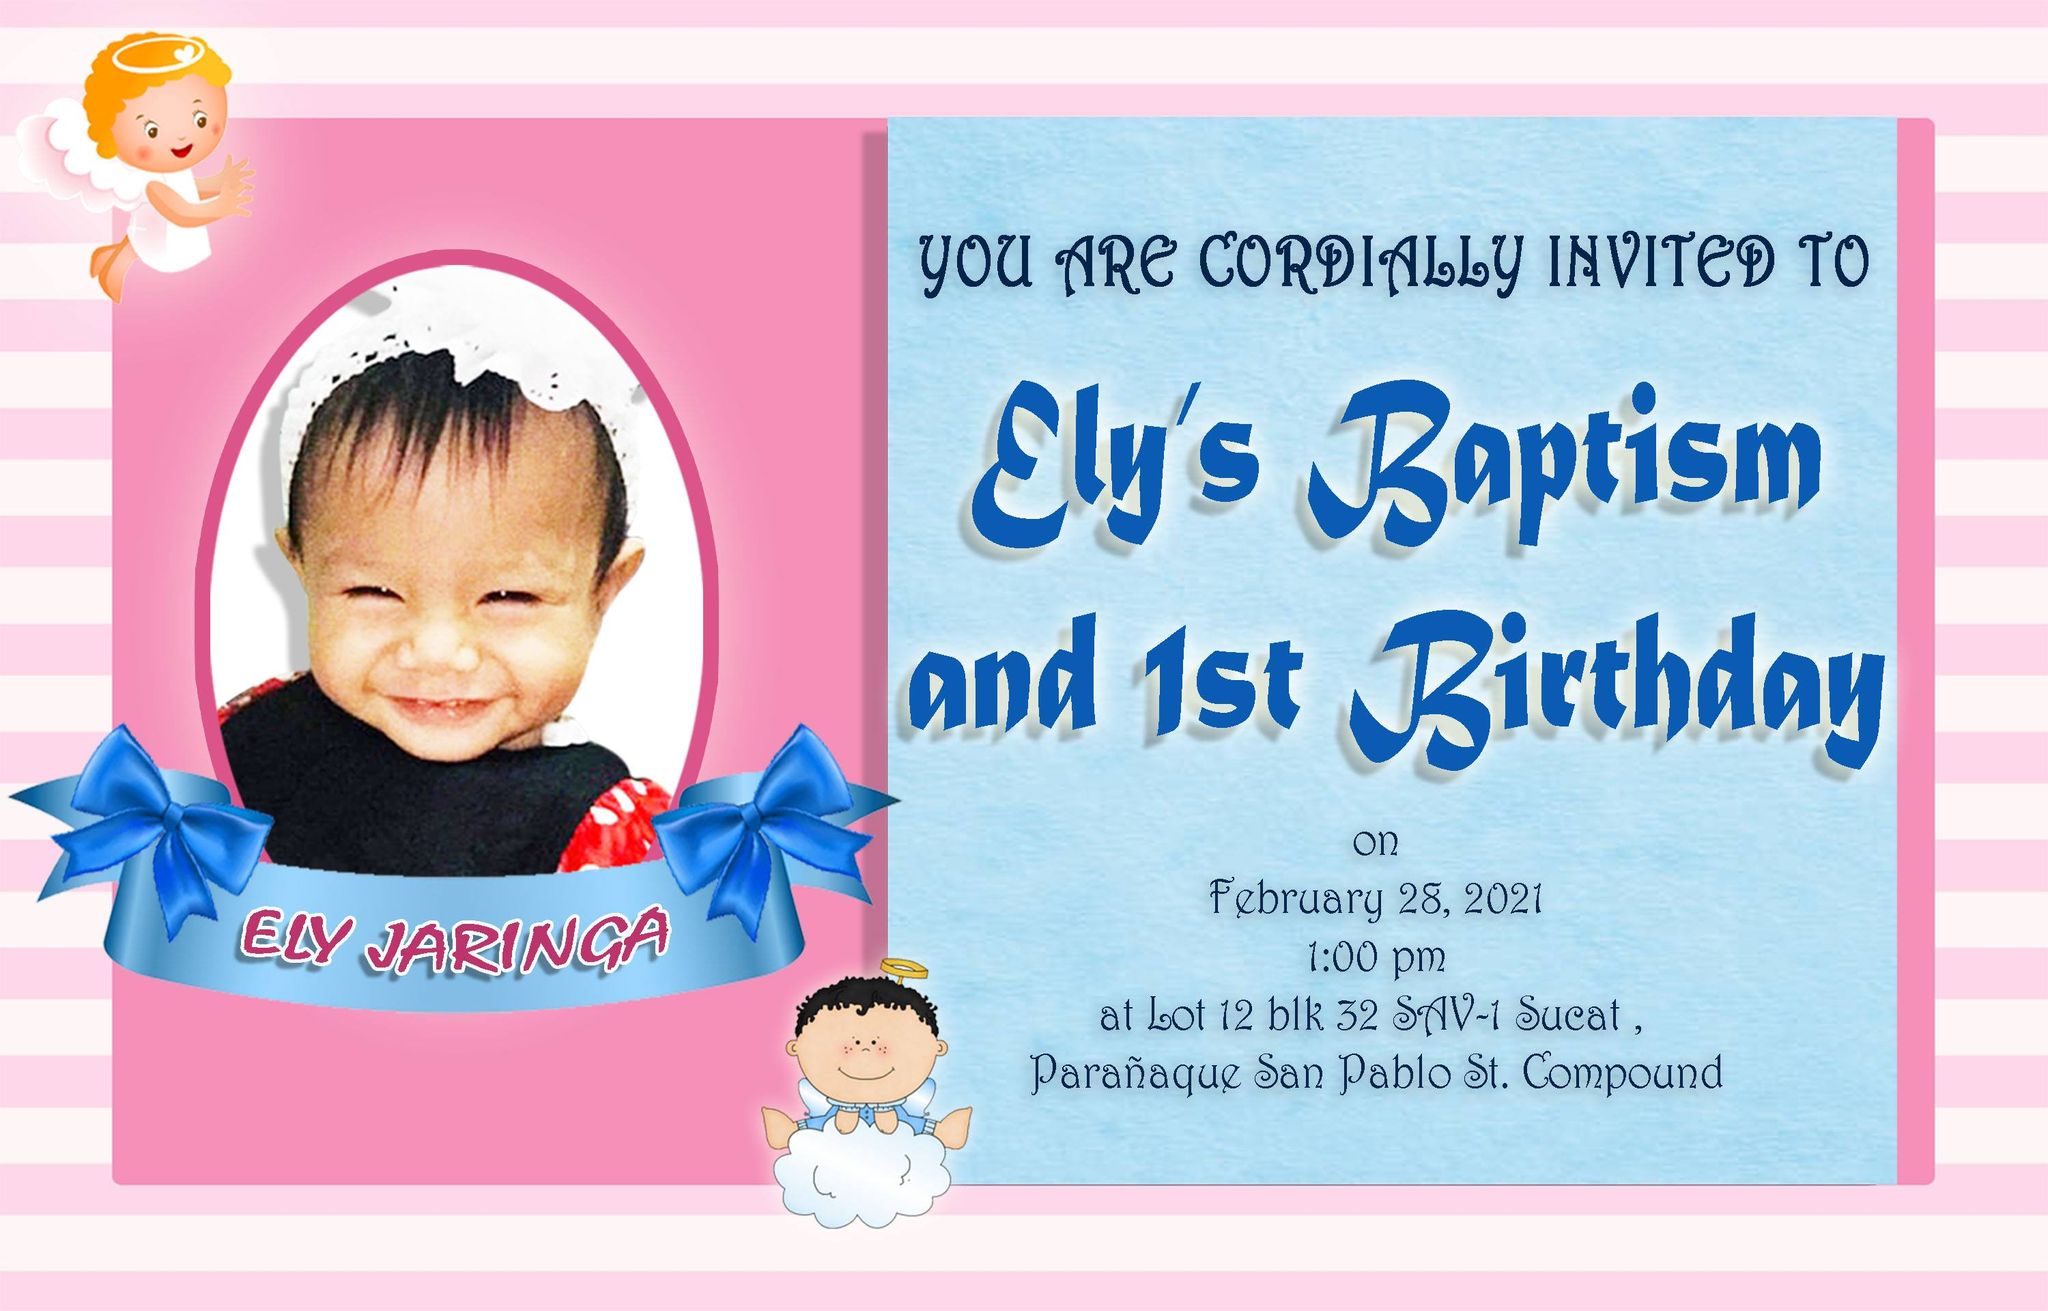 YOU ARE CORDIALLY INVITED TO
Ely's Baptism
and 1st Birthday
on
February 28, 2021
1:00 pm
at Lot 12 blk 32 SAV-1 Sucat ,
Parañaque San Pablo St. Compound
ELY JARINGA